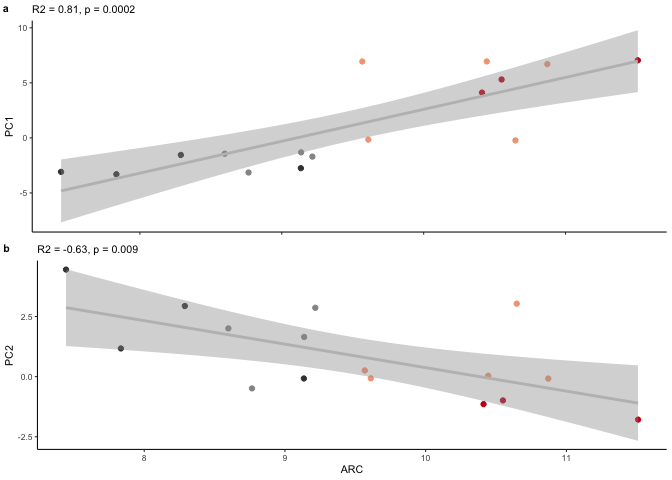 a
R2 = 0.81, p = 0.0002
10
5
0
-5
PC1
b
R2 = -0.63, p = 0.009
2.5
0.0
-2.5
PC2
8
9
10
11
ARC